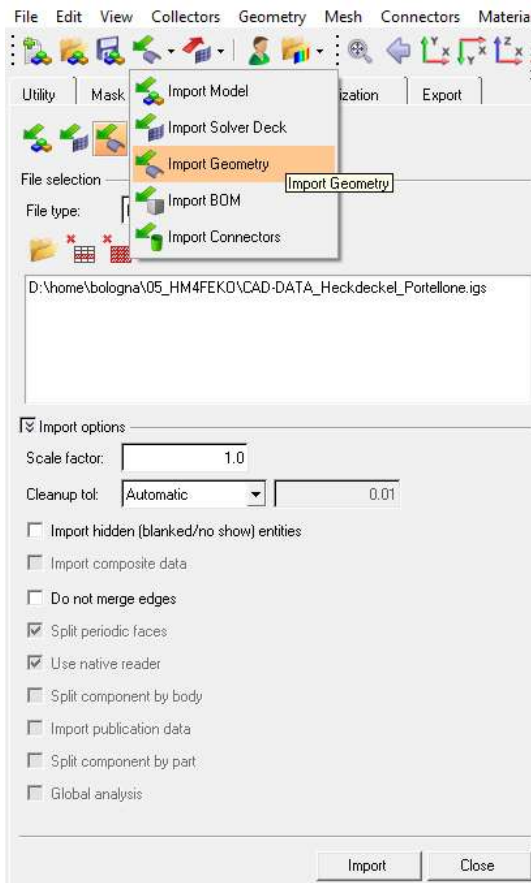 File Edit View Collectors Geometry Mesh Connectors Materia
Utility Mask ization Export
Import Model
Import Solver Deck
Import Geometry
Import Geometry
Import BOM
Import Connectors
File selection
File type:
D:\home\bologna\05_HM4FEKO\CAD-DATA_Heckdeckel_Portellone.igs
Import options
Scale factor: 1.0
Cleanup tol: Automatic 0.01
Import hidden (blanked/no show) entities
Import composite data
Do not merge edges
Split periodic faces
Use native reader
Split component by body
Import publication data
Split component by part
Global analysis
Import Close